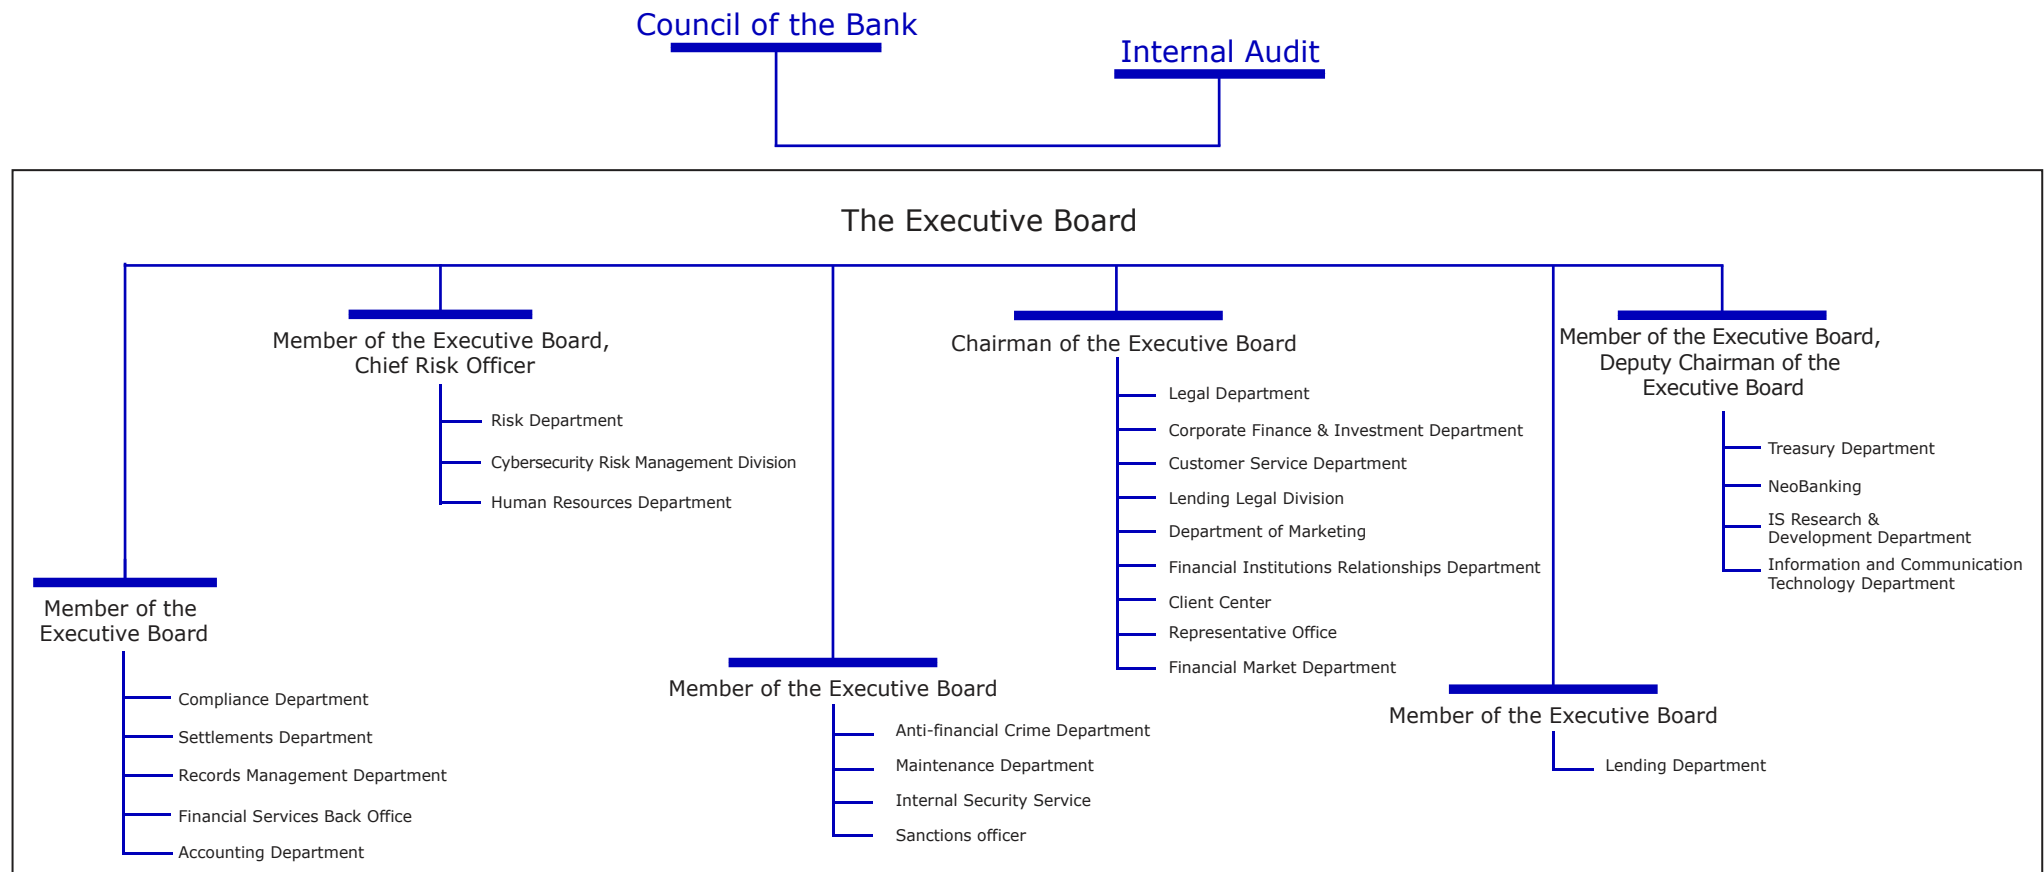 Council of the Bank
Internal Audit
The Executive Board
Member of the Executive Board,
Chief Risk Officer
Risk Department
Cybersecurity Risk Management Division
Human Resources Department
Chairman of the Executive Board
Legal Department
Corporate Finance & Investment Department
Customer Service Department
Lending Legal Division
Department of Marketing
Financial Institutions Relationships Department
Client Center
Representative Office
Financial Market Department
Member of the Executive Board,
Deputy Chairman of the
Executive Board
Treasury Department
NeoBanking
IS Research &
Development Department
Information and Communication
Technology Department
Member of the
Executive Board
Compliance Department
Settlements Department
Records Management Department
Financial Services Back Office
Accounting Department
Member of the Executive Board
Anti-financial Crime Department
Maintenance Department
Internal Security Service
Sanctions officer
Member of the Executive Board
Lending Department